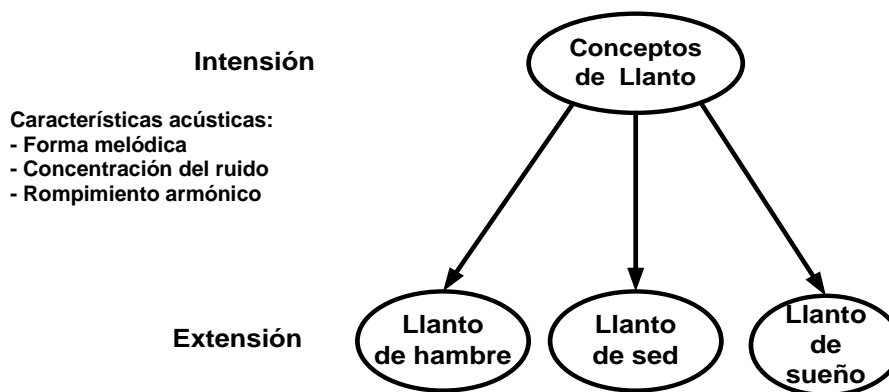 Intensión
Conceptos
de Llanto
Características acústicas:
- Forma melódica
- Concentración del ruido
- Rompimiento armónico
Extensión
Llanto
de hambre
Llanto
de sed
Llanto
de
sueño